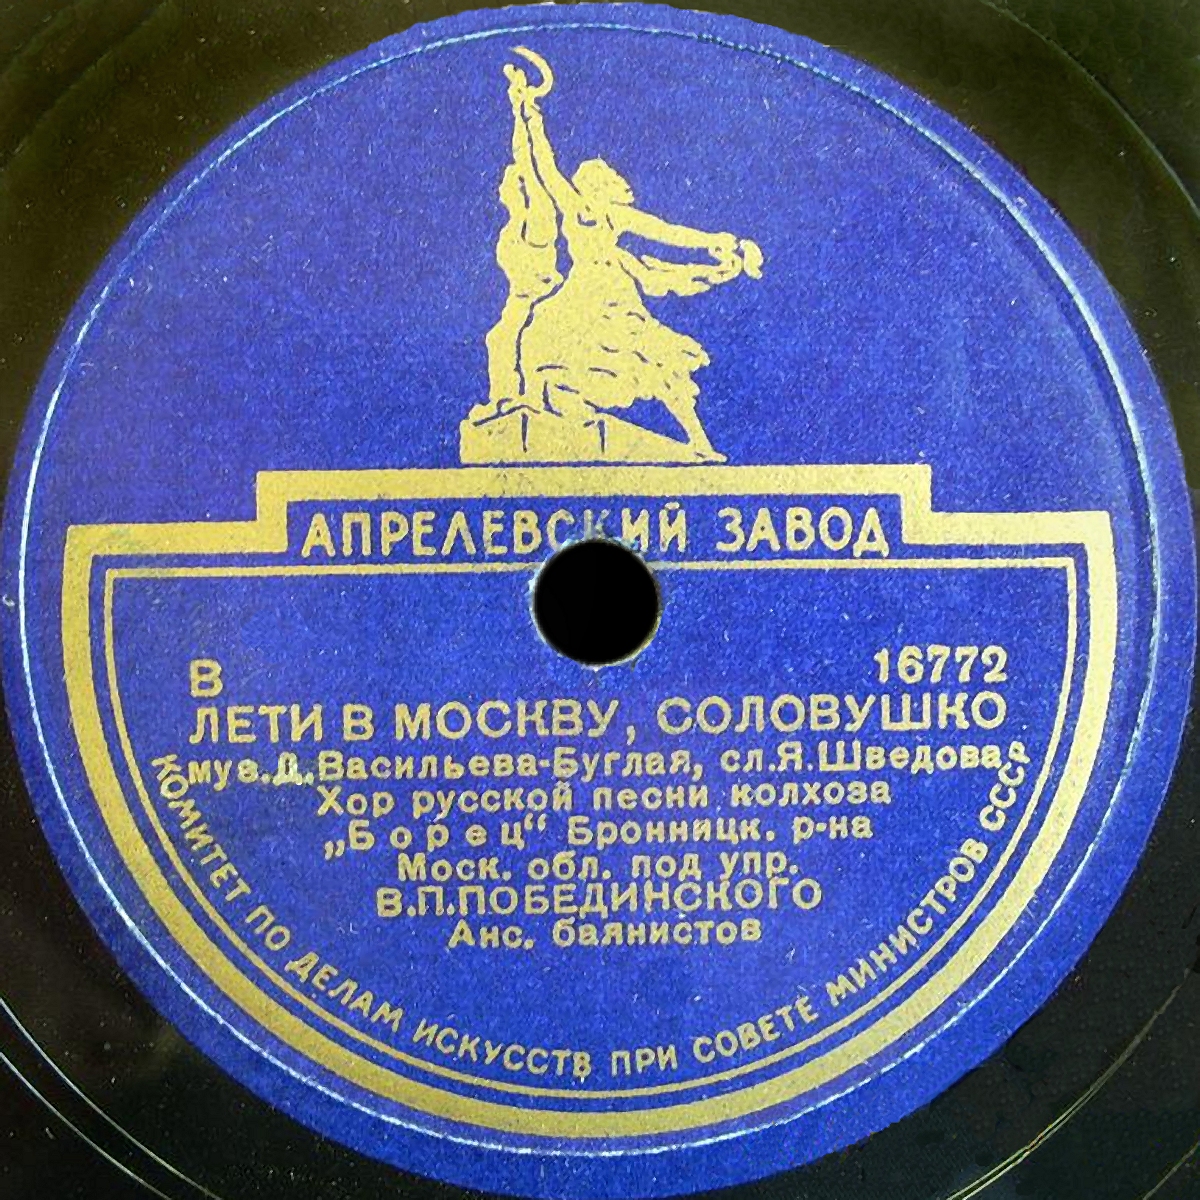 АПРЕЛЕВСКИЙ ЗАВОД
В 16772
ЛЕТИ В МОСКВУ, СОЛОВУШКО
муз. Д. Васильева-Буглая, сл. Я. Шведова
Хор русской песни колхоза
„Борец“ Бронницк. р-на
Моск. обл. под упр.
В.П.ПОБЕДИНСКОГО
Анс. баянистов
КОМИТЕТ ПО ДЕЛАМ ИСКУССТВ ПРИ СОВЕТЕ МИНИСТРОВ СССР